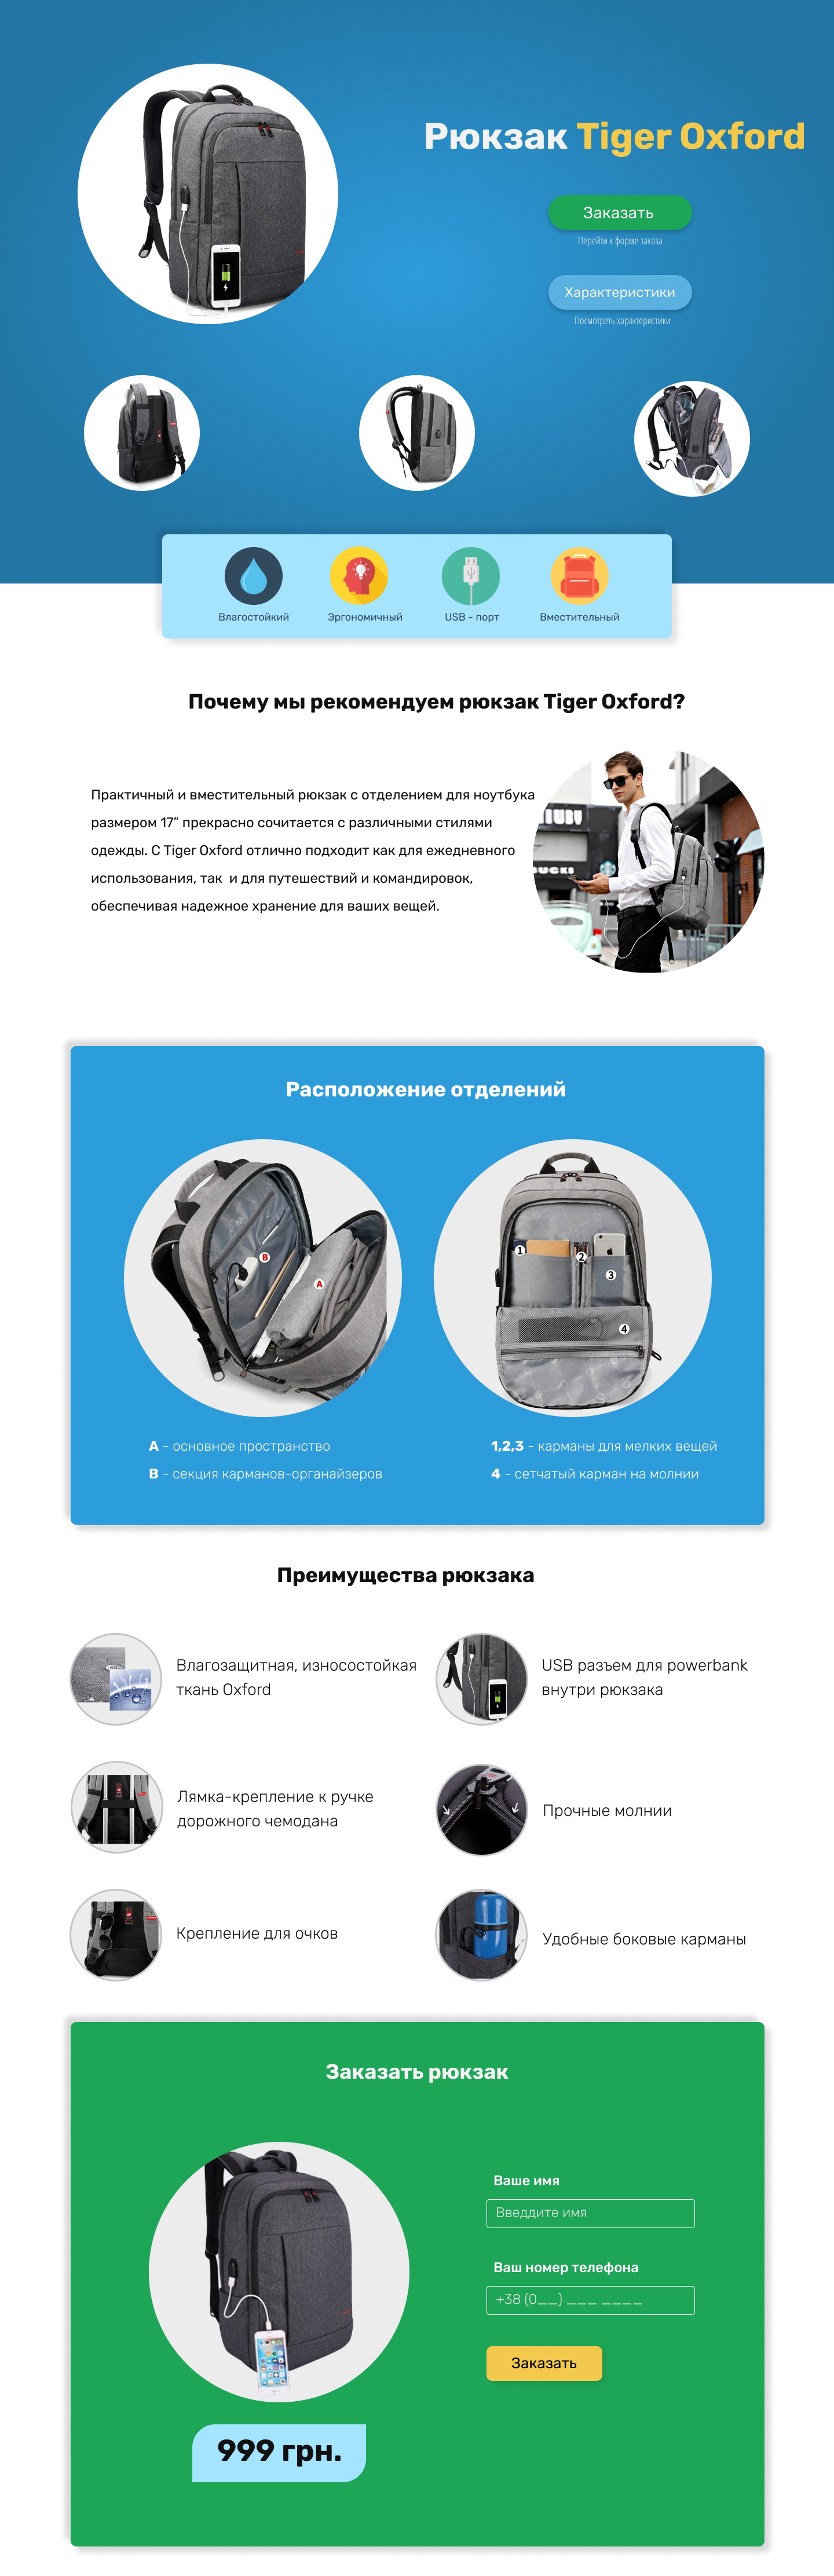 Рюкзак Tiger Oxford
Заказать
Перейти к форме заказа
Характеристики
Посмотреть характеристики
Влагостойкий
Эргономичный
USB - порт
Вместительный
Почему мы рекомендуем рюкзак Tiger Oxford?
Практичный и вместительный рюкзак с отделением для ноутбука
размером 17” прекрасно сочитается с различными стилями
одежды. С Tiger Oxford отлично подходит как для ежедневного
использования, так  и для путешествий и командировок,
обеспечивая надежное хранение для ваших вещей.
Расположение отделений
B
A
1
2
3
4
A - основное пространство
B - секция карманов-органайзеров
1,2,3 - карманы для мелких вещей
4 - сетчатый карман на молнии
Преимущества рюкзака
Влагозащитная, износостойкая
ткань Oxford
USB разъем для powerbank
внутри рюкзака
Лямка-крепление к ручке
дорожного чемодана
Прочные молнии
Крепление для очков
Удобные боковые карманы
Заказать рюкзак
Ваше имя
Введдите имя
Ваш номер телефона
+38 (0__) ___ ____
Заказать
999 грн.